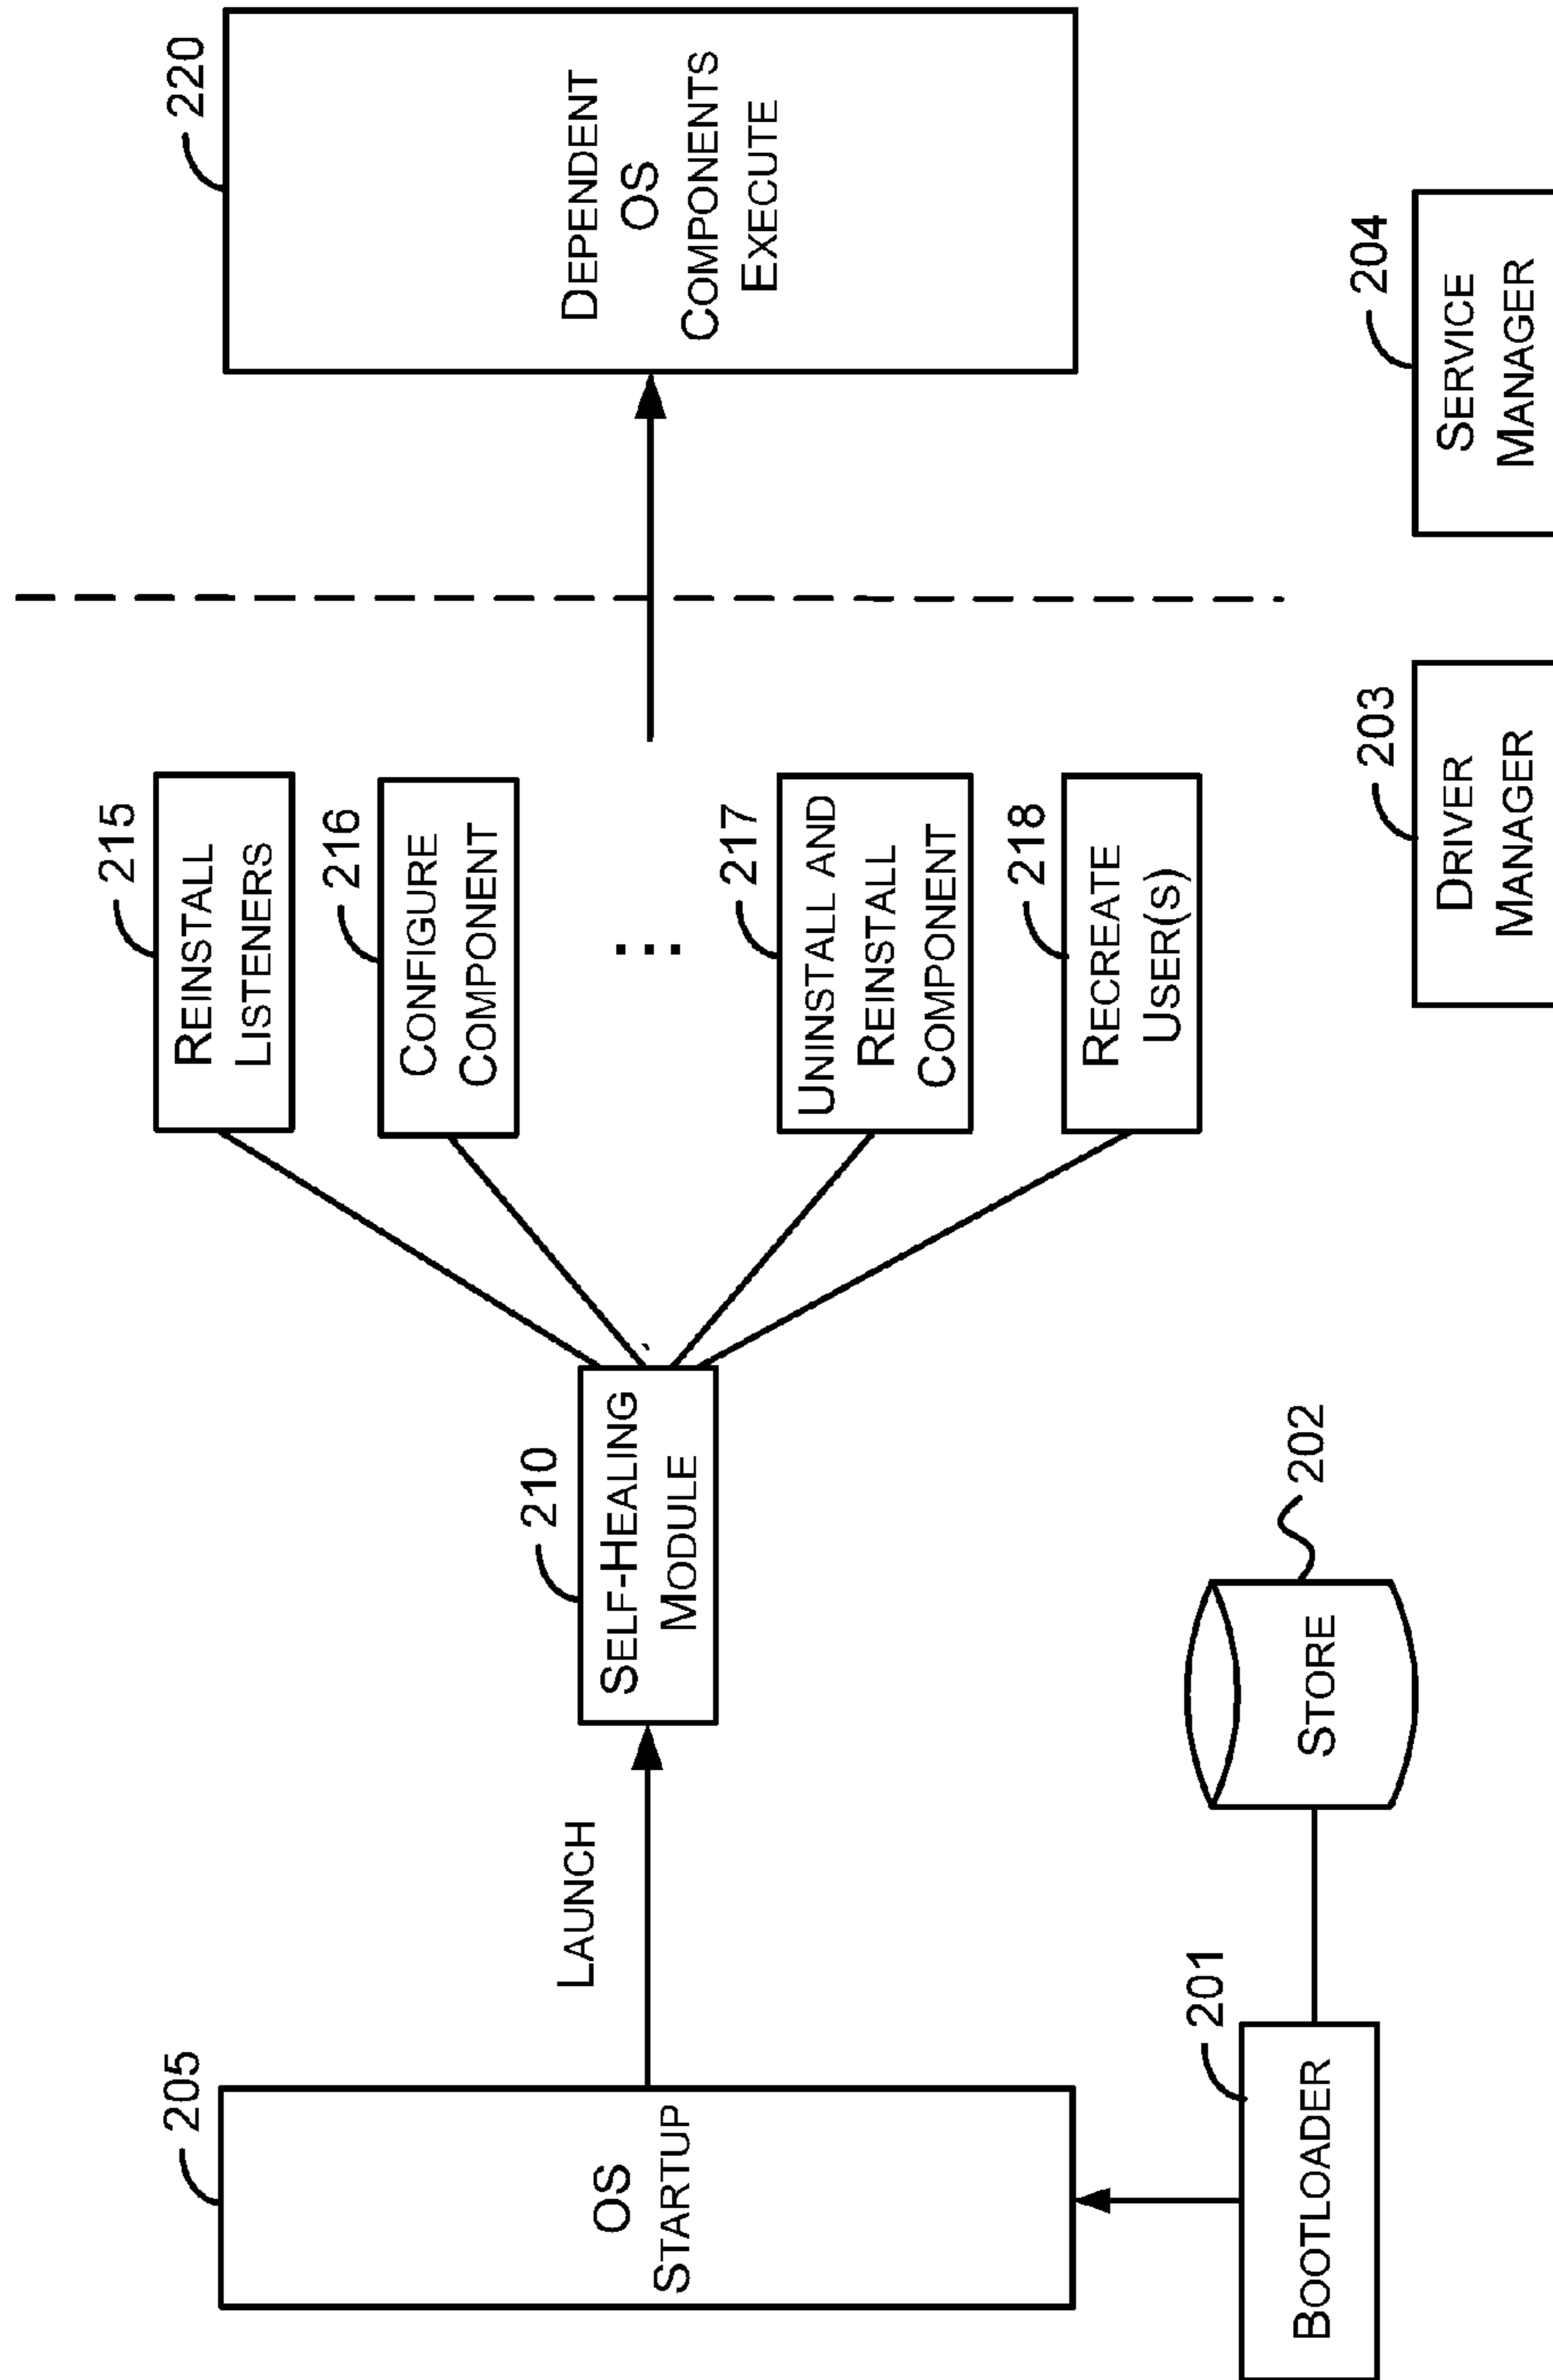 205
OS
STARTUP
LAUNCH
210
SELF-HEALING
MODULE
215
REINSTALL
LISTENERS
216
CONFIGURE
COMPONENT
...
217
UNINSTALL AND
REINSTALL
COMPONENT
218
RECREATE
USER(S)
220
DEPENDENT
OS
COMPONENTS
EXECUTE
201
BOOTLOADER
202
STORE
203
DRIVER
MANAGER
204
SERVICE
MANAGER